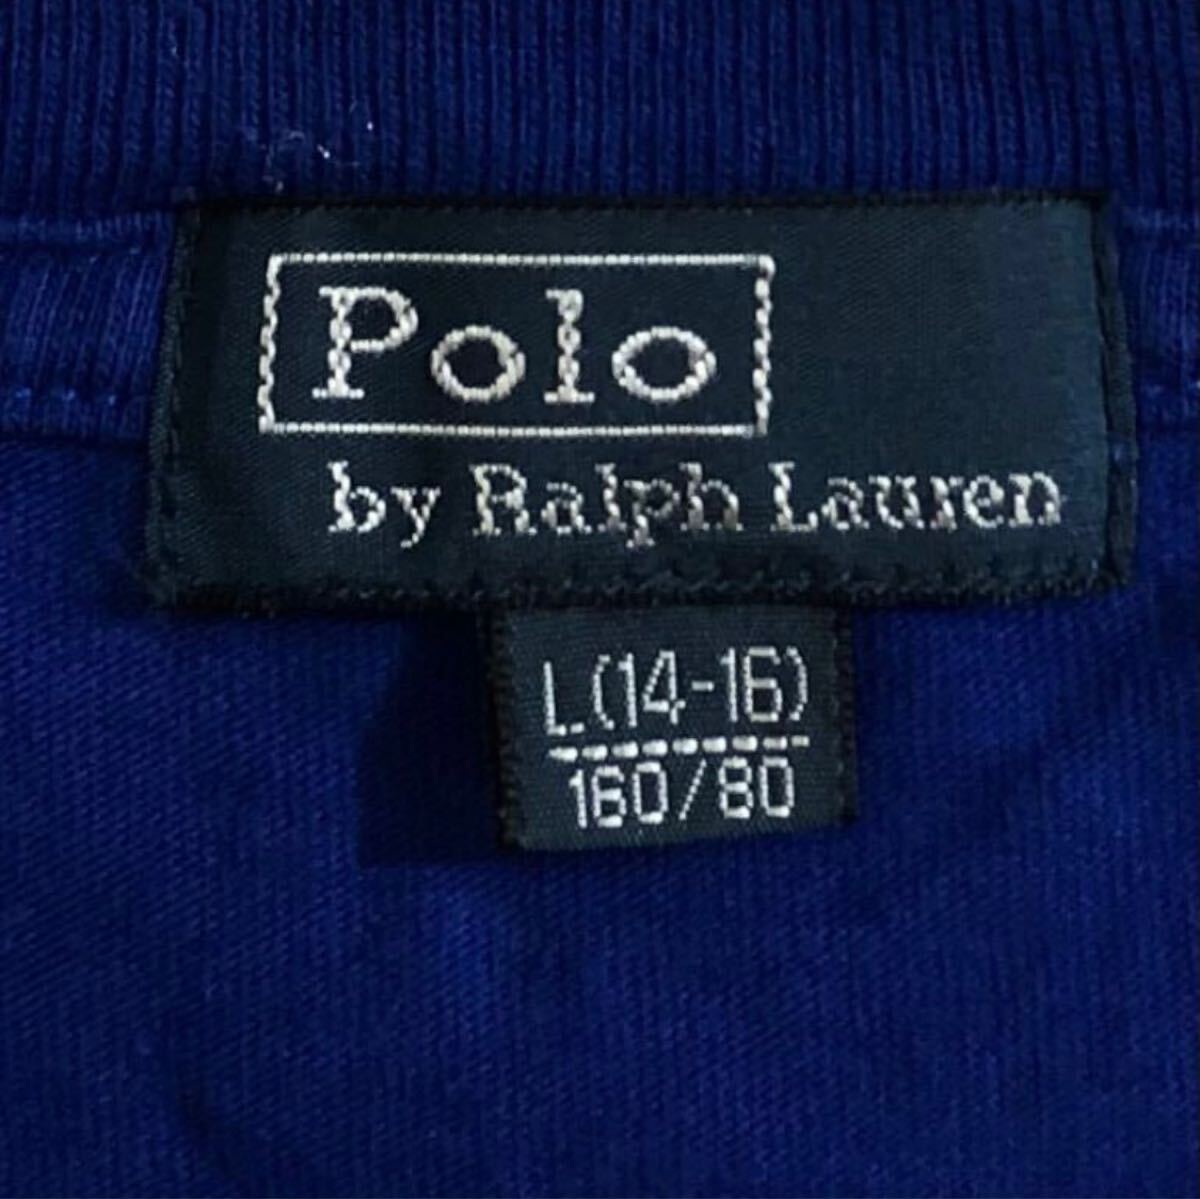 Polo
by Ralph Lauren
L(14-16)
160/80